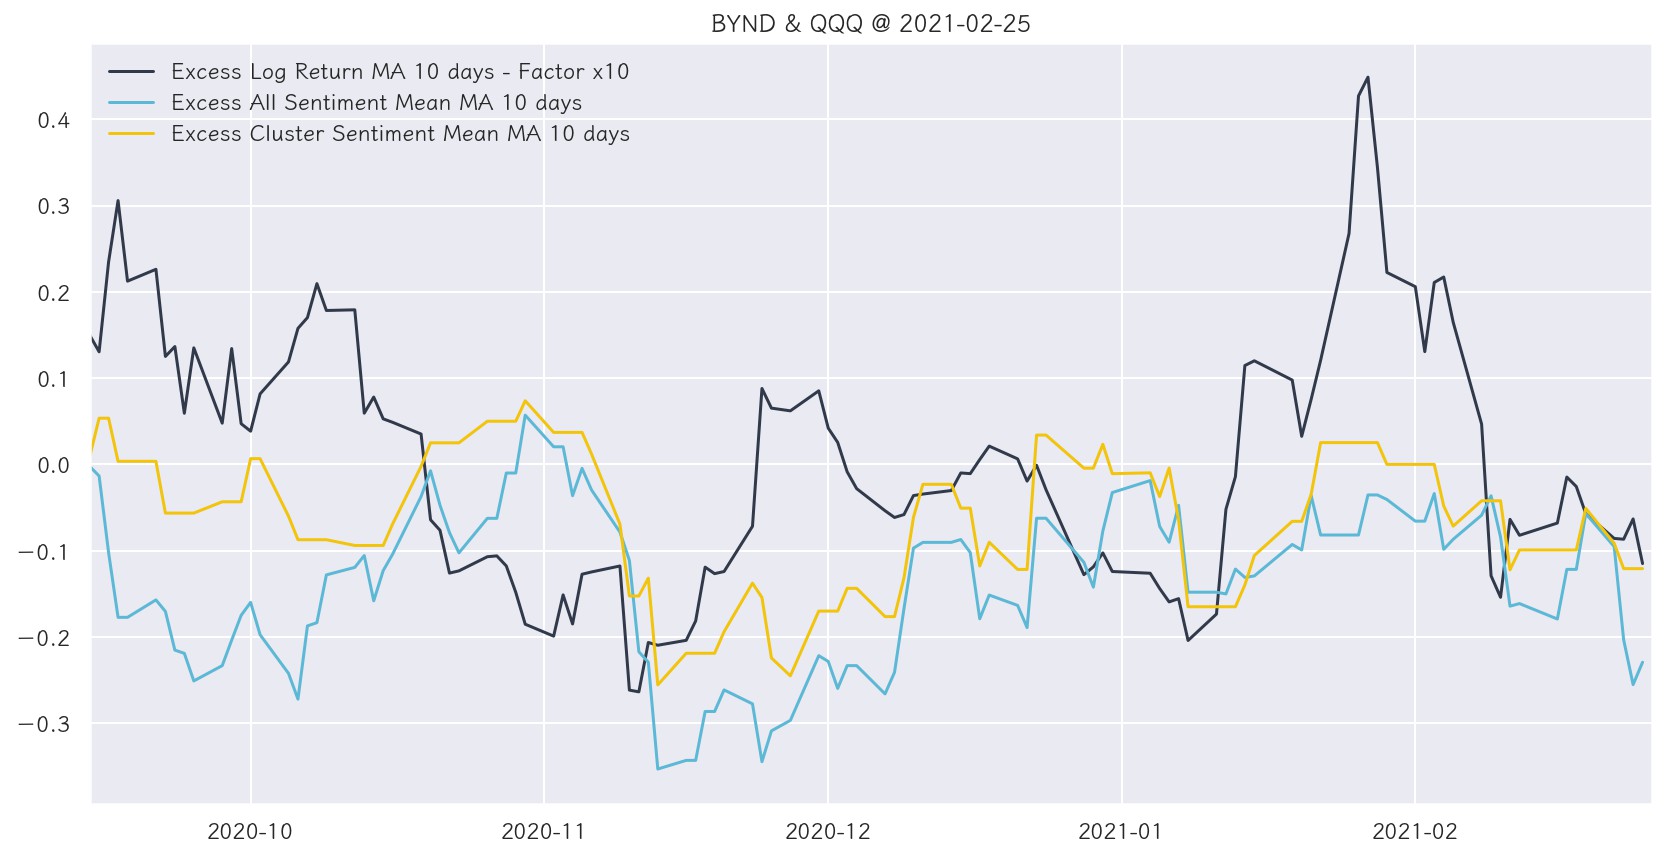 BYND & QQQ @ 2021-02-25
Excess Log Return MA 10 days - Factor x10
Excess All Sentiment Mean MA 10 days
Excess Cluster Sentiment Mean MA 10 days
0.4
0.3
0.2
0.1
0.0
−0.1
−0.2
−0.3
2020-10 2020-11 2020-12 2021-01 2021-02